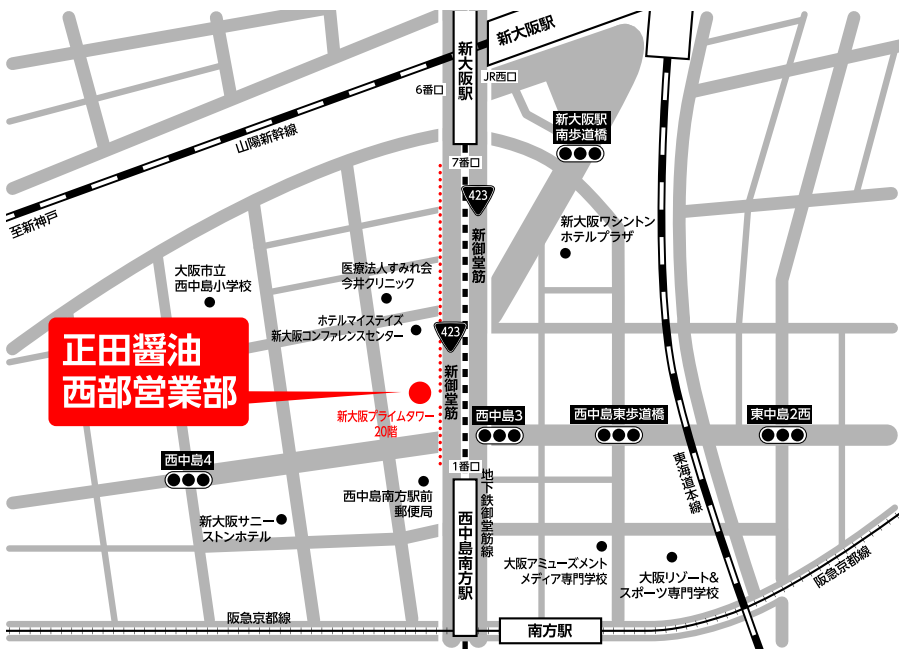 新大阪駅
新大阪駅
JR西口
6番口
新大阪駅
南歩道橋
山陽新幹線
7番口
至新神戸
423
新御堂筋
新大阪ワシントン
ホテルプラザ
大阪市立
西中島小学校
医療法人すみれ会
今井クリニック
ホテルマイステイズ
新大阪コンファレンスセンター
423
新御堂筋
正田醤油
西部営業部
新大阪プライムタワー
20階
西中島3
西中島東歩道橋
東中島2西
西中島4
1番口
地下鉄御堂筋線
東海道本線
西中島南方駅前
郵便局
新大阪サニー
ストンホテル
西中島南方駅
大阪アミューズメント
メディア専門学校
大阪リゾート&
スポーツ専門学校
阪急京都線
阪急京都線
南方駅